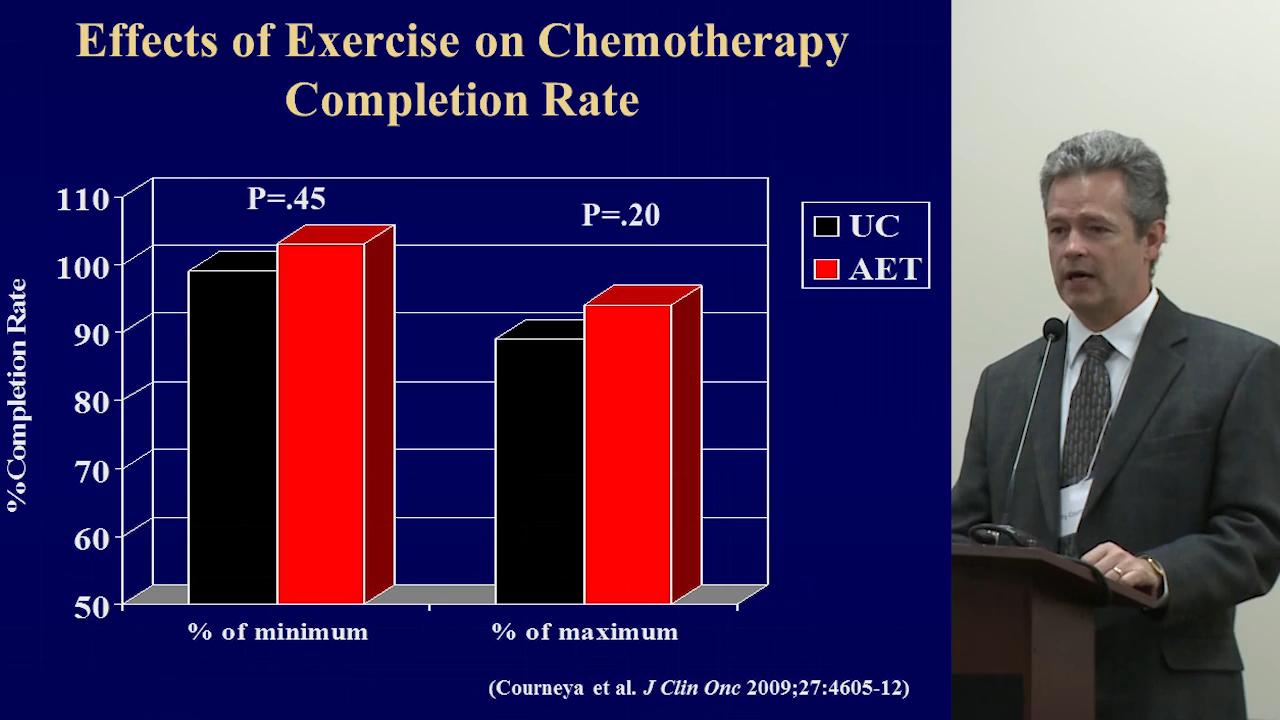 Effects of Exercise on Chemotherapy
Completion Rate
110
100
90
80
70
60
50
%Completion Rate
P=.45
P=.20
UC
AET
% of minimum
% of maximum
(Courneya et al. J Clin Onc 2009;27:4605-12)